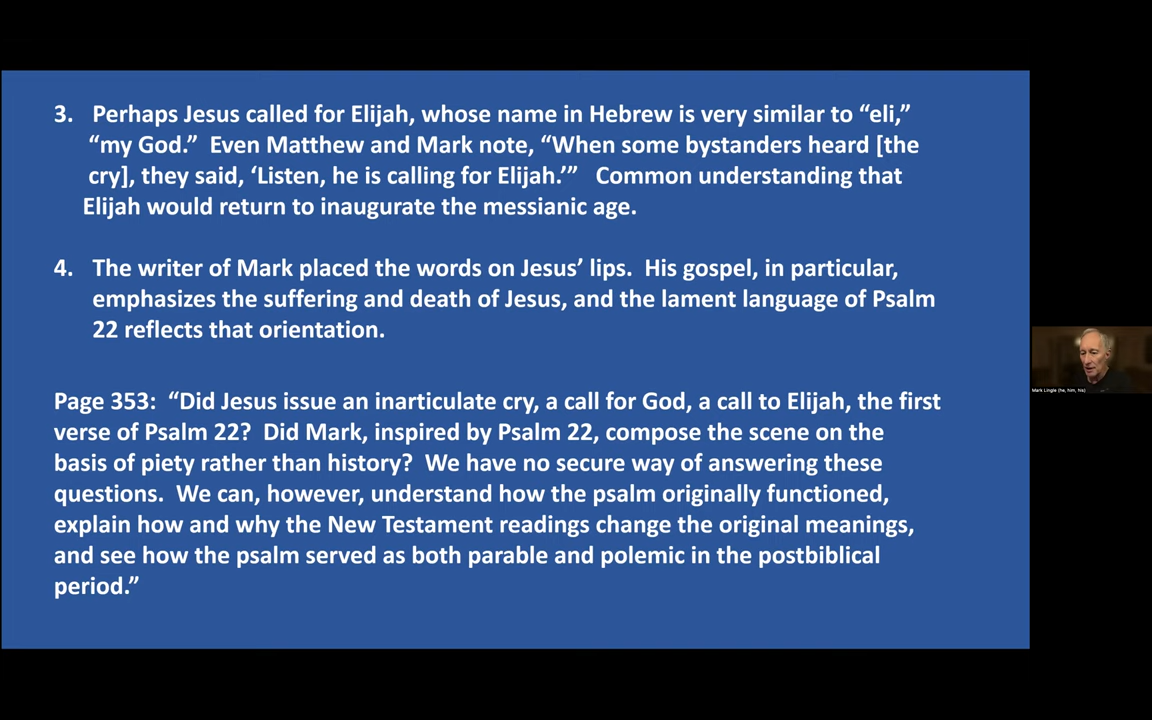 3. Perhaps Jesus called for Elijah, whose name in Hebrew is very similar to “eli,”
“my God.” Even Matthew and Mark note, “When some bystanders heard [the
cry], they said, ‘Listen, he is calling for Elijah.’” Common understanding that
Elijah would return to inaugurate the messianic age.
4. The writer of Mark placed the words on Jesus’ lips. His gospel, in particular,
emphasizes the suffering and death of Jesus, and the lament language of Psalm
22 reflects that orientation.
Page 353: “Did Jesus issue an inarticulate cry, a call for God, a call to Elijah, the first
verse of Psalm 22? Did Mark, inspired by Psalm 22, compose the scene on the
basis of piety rather than history? We have no secure way of answering these
questions. We can, however, understand how the psalm originally functioned,
explain how and why the New Testament readings change the original meanings,
and see how the psalm served as both parable and polemic in the postbiblical
period.”
Mark Lingle (he, him, his)